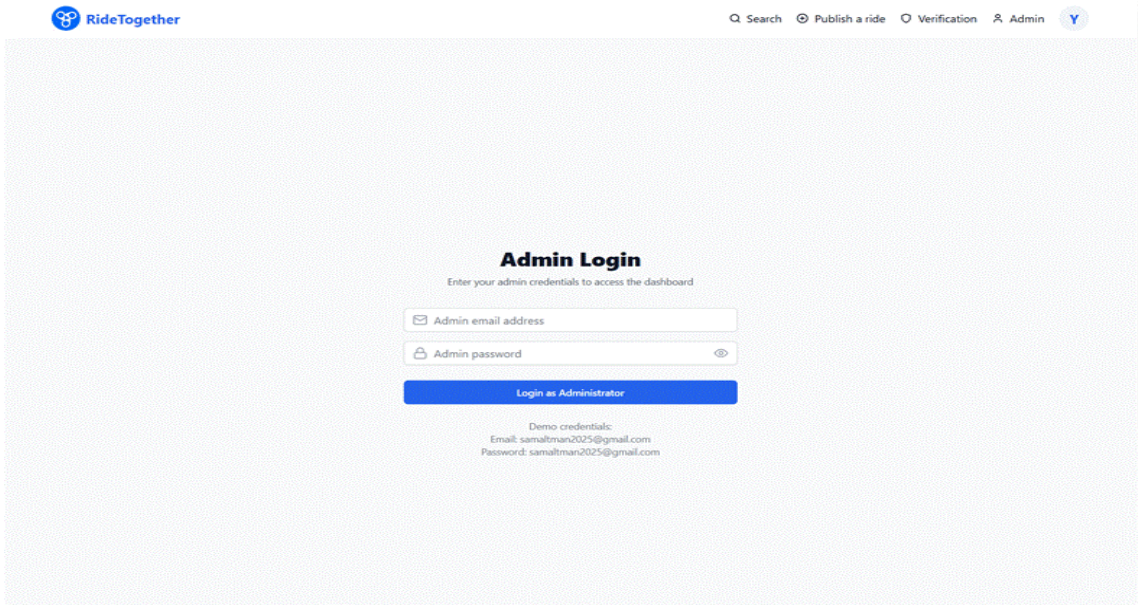 RideTogether
Search Publish a ride Verification Admin Y
Admin Login
Enter your admin credentials to access the dashboard
Admin email address
Admin password
Login as Administrator
Demo credentials:
Email: samaltman2025@gmail.com
Password: samaltman2025@gmail.com